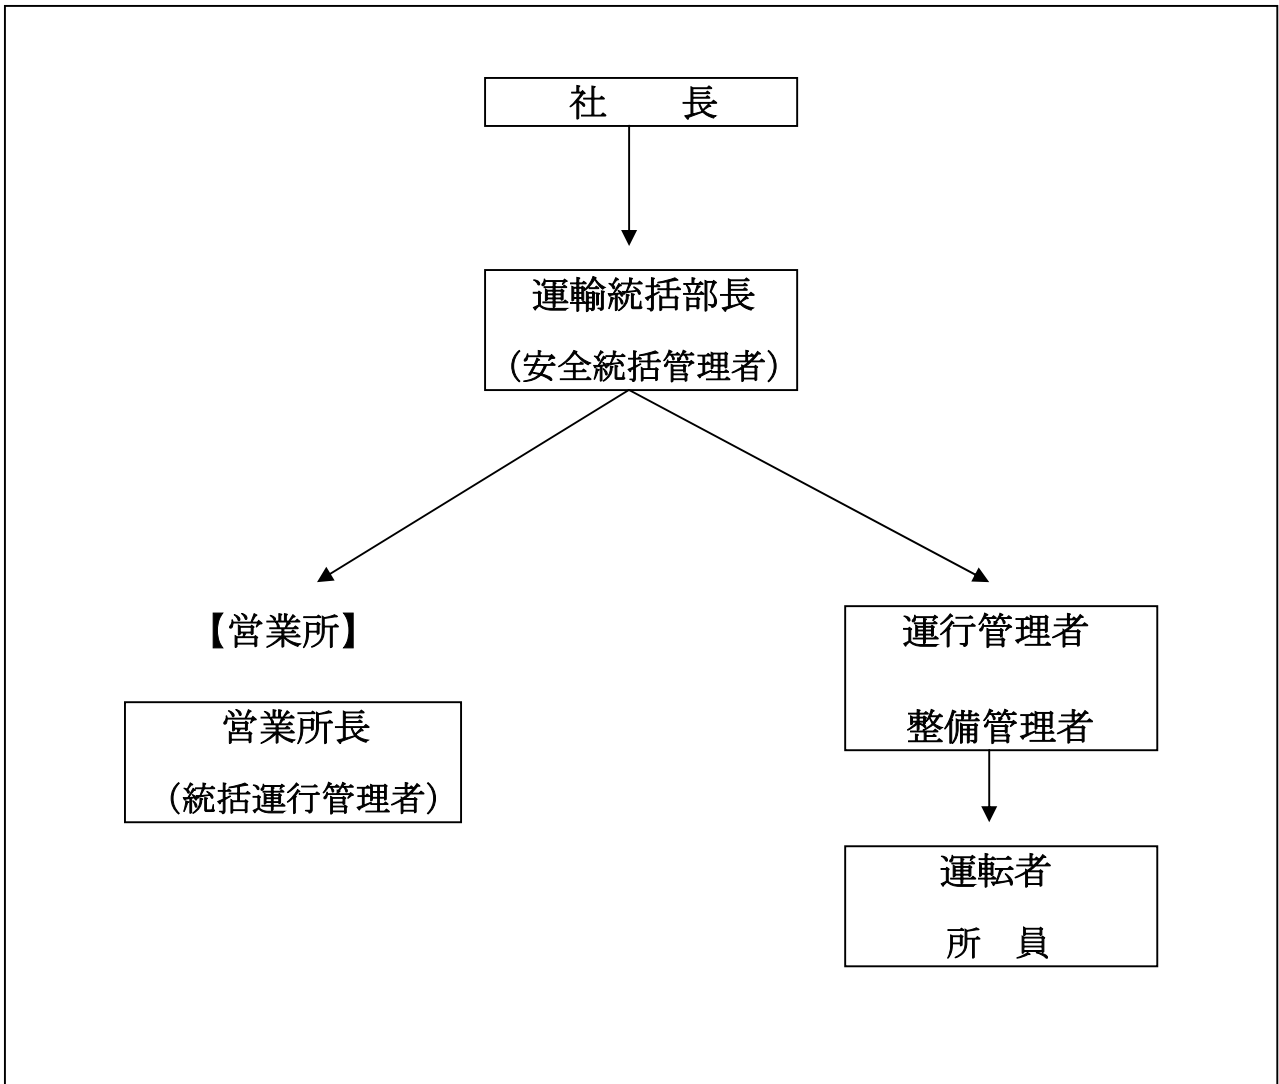 社　　長
運輸統括部長
（安全統括管理者）
【営業所】
営業所長
（統括運行管理者）
運行管理者
整備管理者
運転者
所　員